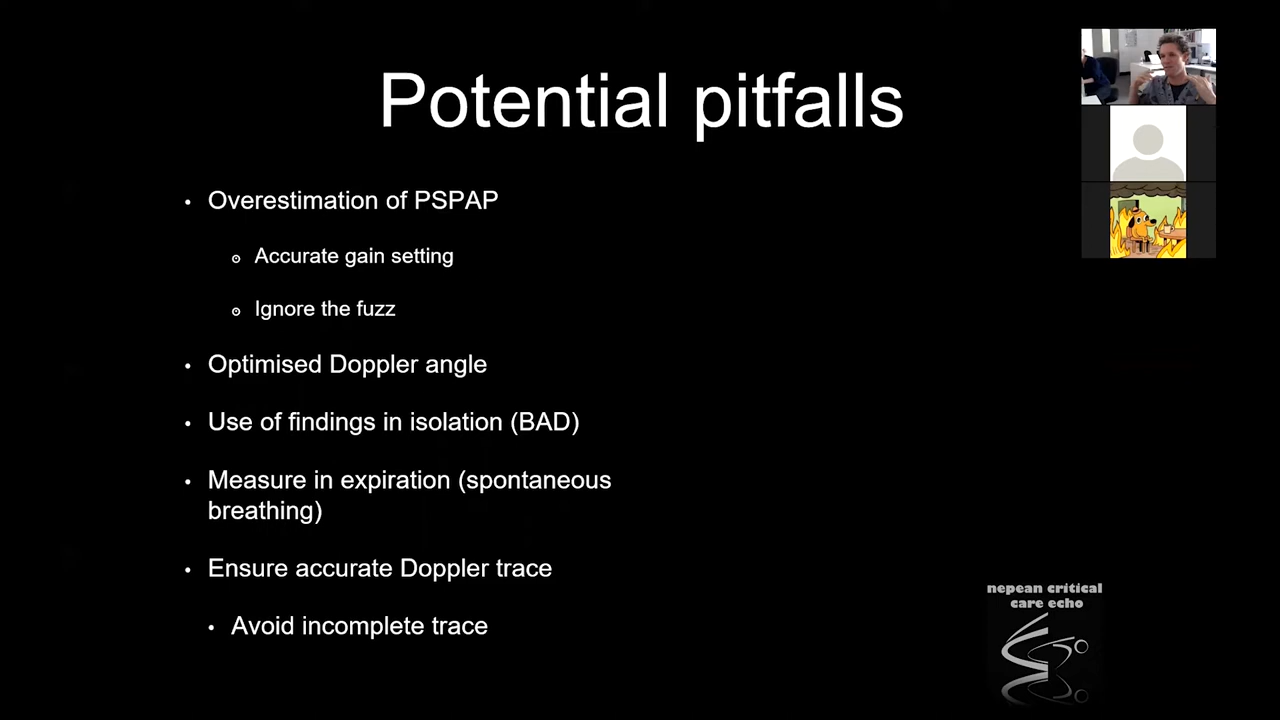 Potential pitfalls
• Overestimation of PSPAP
⊙ Accurate gain setting
⊙ Ignore the fuzz
• Optimised Doppler angle
• Use of findings in isolation (BAD)
• Measure in expiration (spontaneous
breathing)
• Ensure accurate Doppler trace
• Avoid incomplete trace
nepean critical
care echo